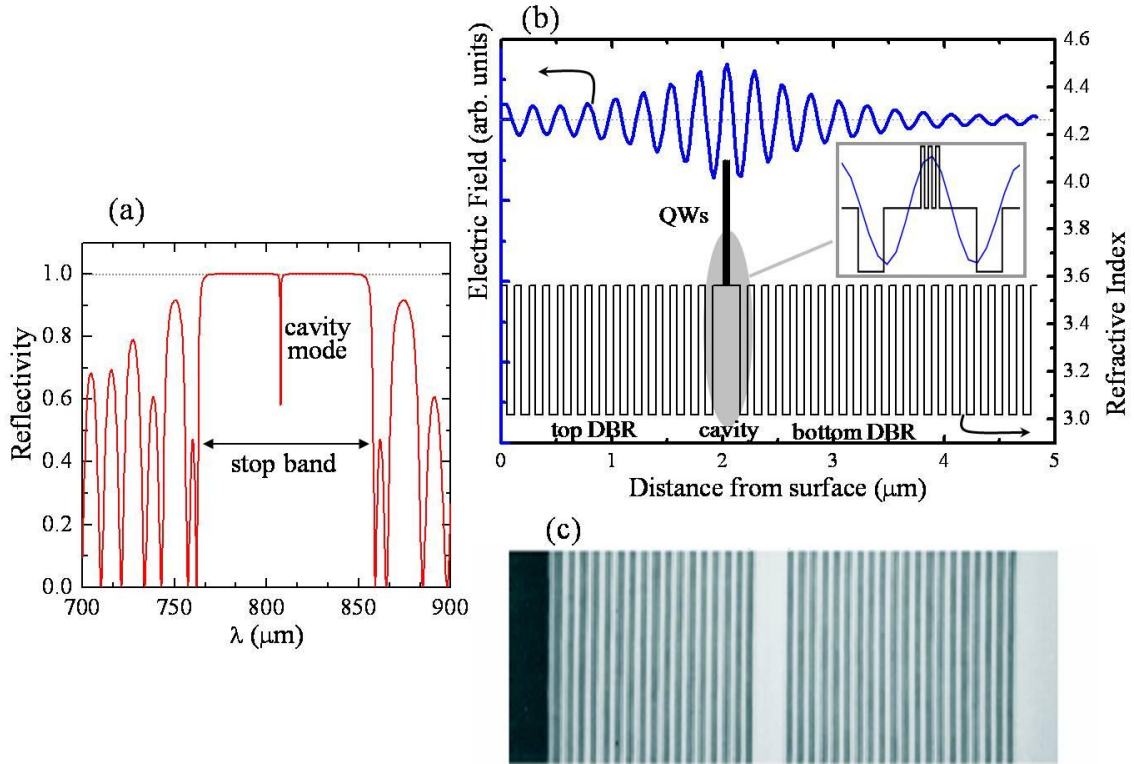 (a)
Reflectivity
1.0
0.8
0.6
0.4
0.2
0.0
cavity
mode
stop band
700
750
800
850
900
λ (μm)
(b)
Electric Field (arb. units)
QWs
top DBR
cavity
bottom DBR
0
1
2
3
4
5
Distance from surface (μm)
4.6
4.4
4.2
4.0
3.8
3.6
3.4
3.2
3.0
Refractive Index
(c)